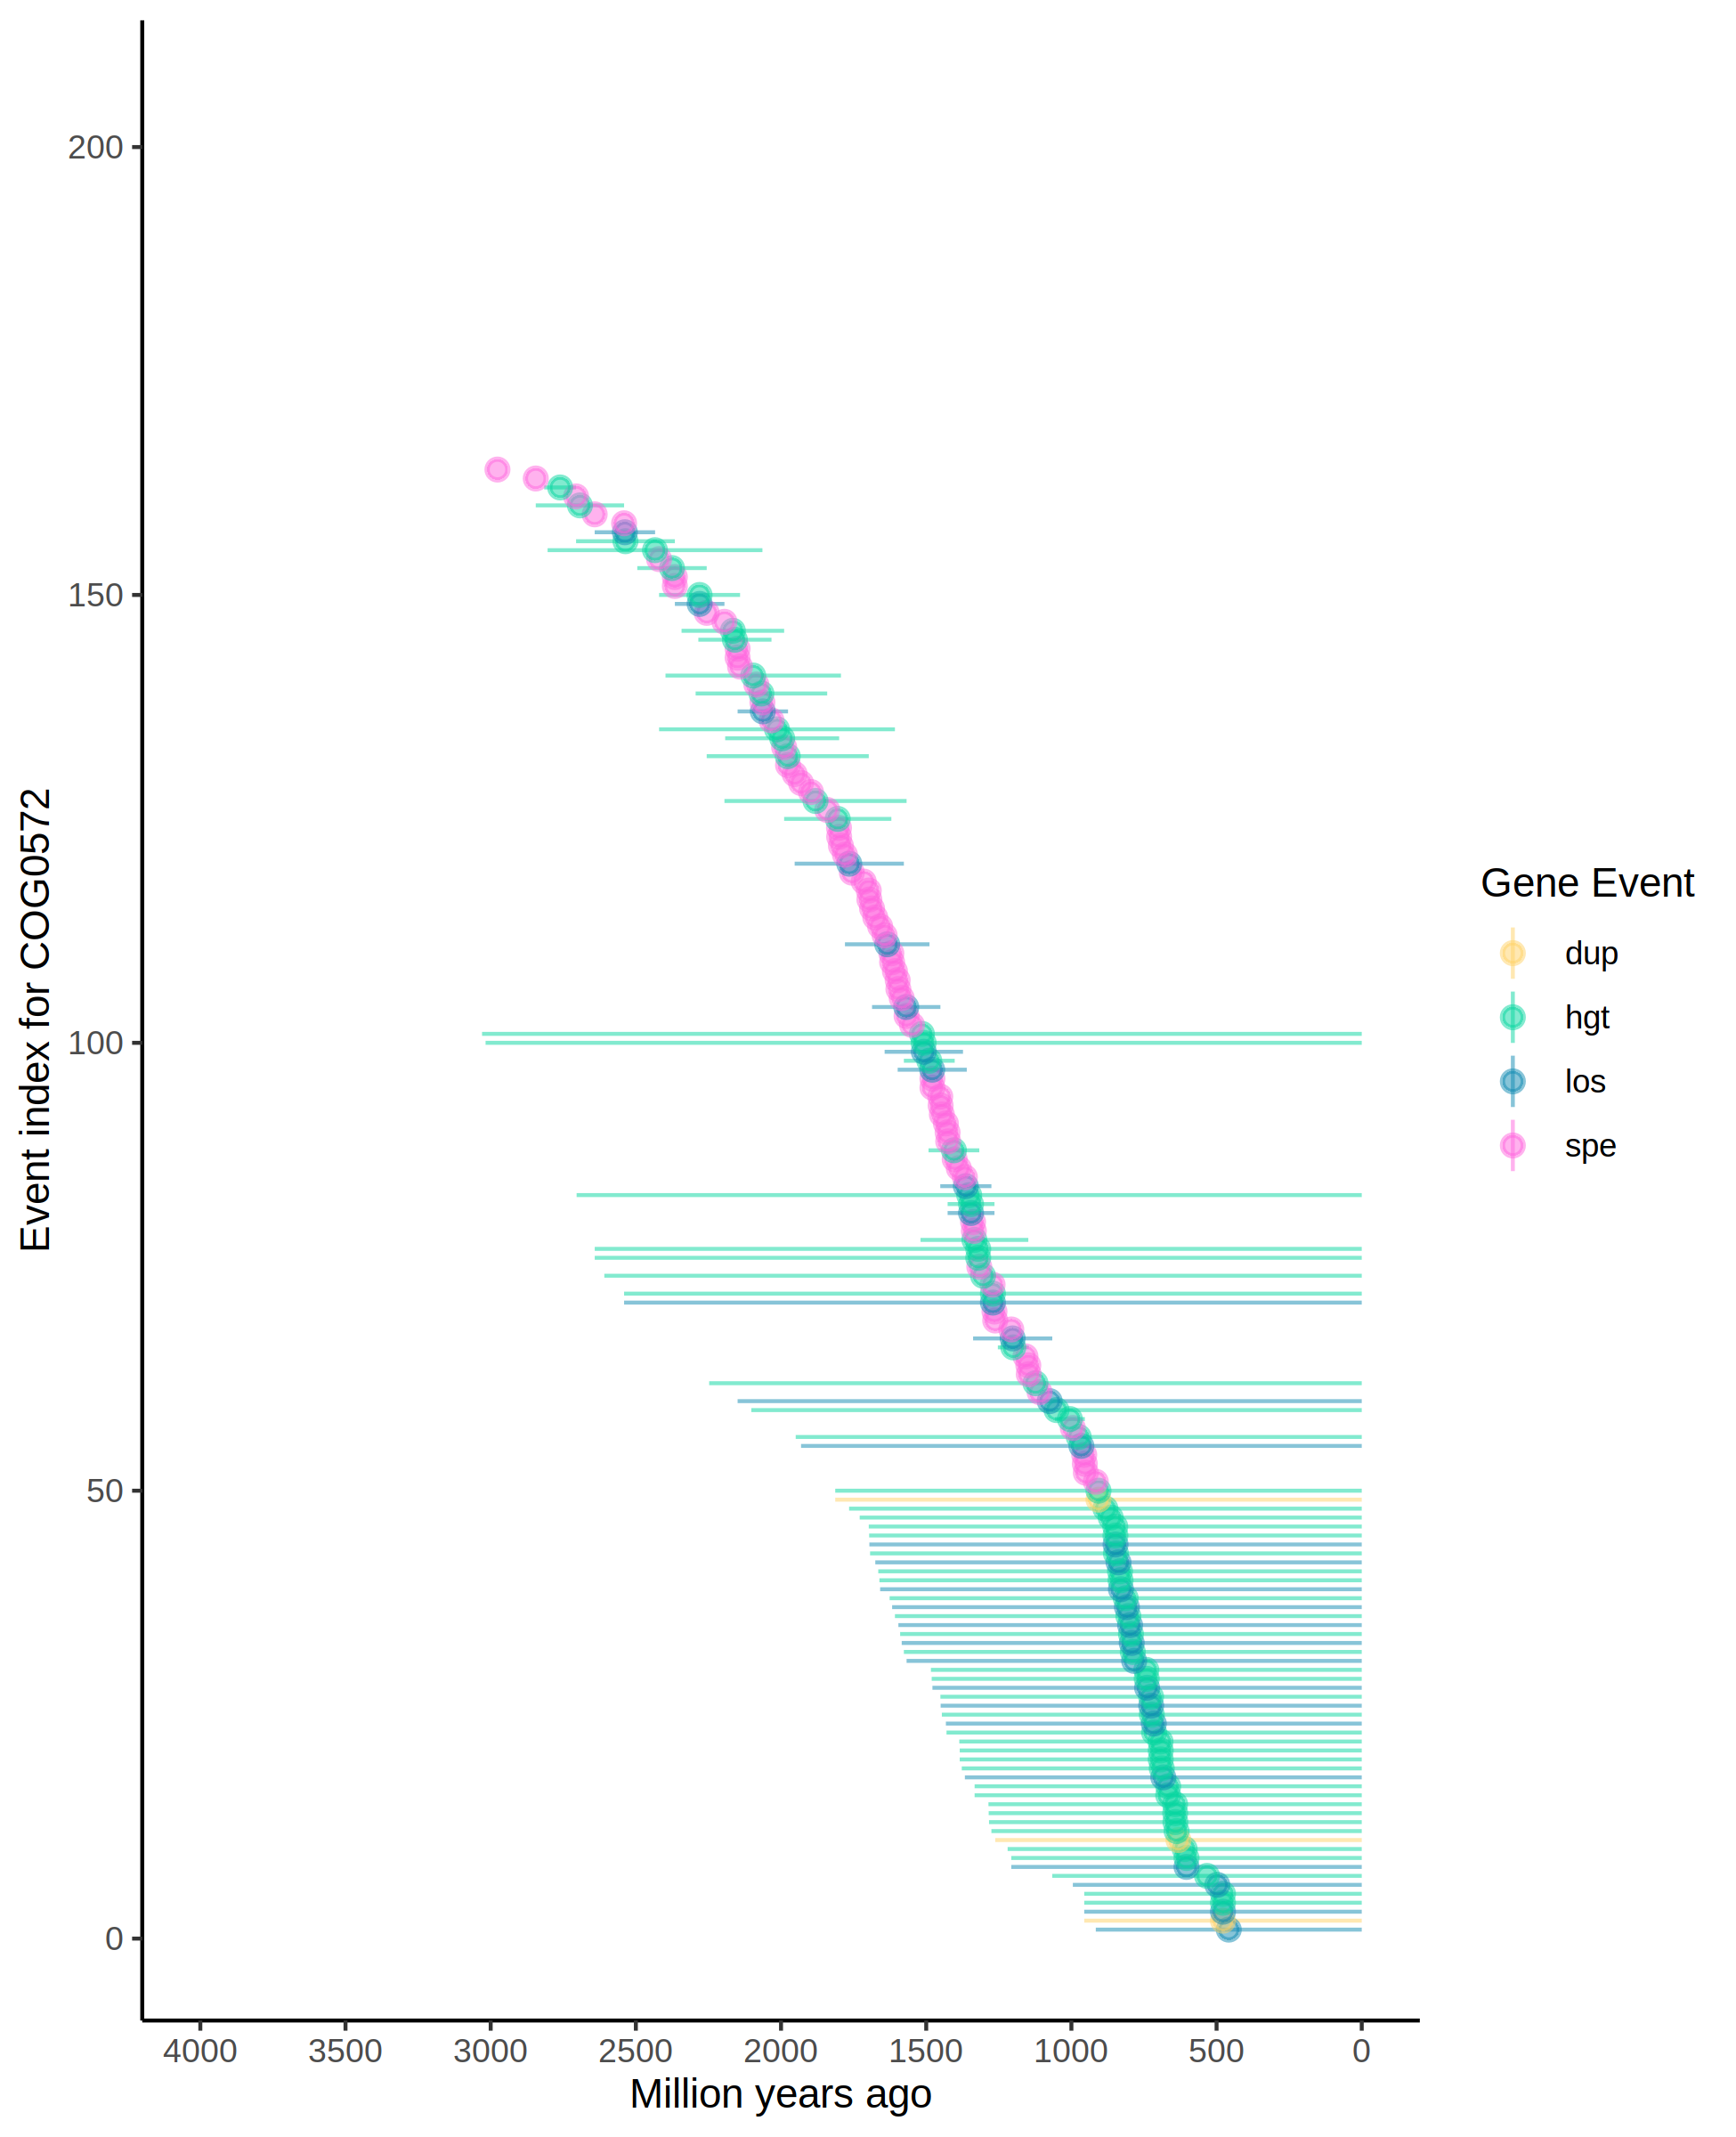 Event index for COG0572
200
150
100
50
0
4000 3500 3000 2500 2000 1500 1000 500 0
Million years ago
Gene Event
dup
hgt
los
spe